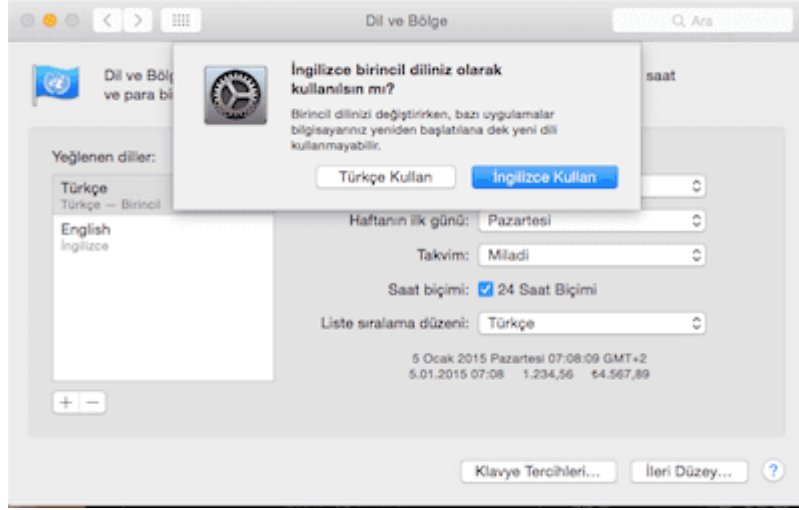 Dil ve Bölge
Ara
Dil ve Böl
ve para bi
saat
İngilizce birincil diliniz olarak
kullanılsın mı?
Birincil dilinizi değiştirirken, bazı uygulamalar
bilgisayarınız yeniden başlatılana dek yeni dili
kullanmayabilir.
Türkçe Kullan
İngilizce Kullan
Yeğlenen diller:
Türkçe
Türkçe — Birincil
English
İngilizce
Haftanın ilk günü: Pazartesi
Takvim: Miladi
Saat biçimi: 24 Saat Biçimi
Liste sıralama düzeni: Türkçe
5 Ocak 2015 Pazartesi 07:08:09 GMT+2
5.01.2015 07:08 1.234,56 ₺4.567,89
+ −
Klavye Tercihleri...
İleri Düzey...
?